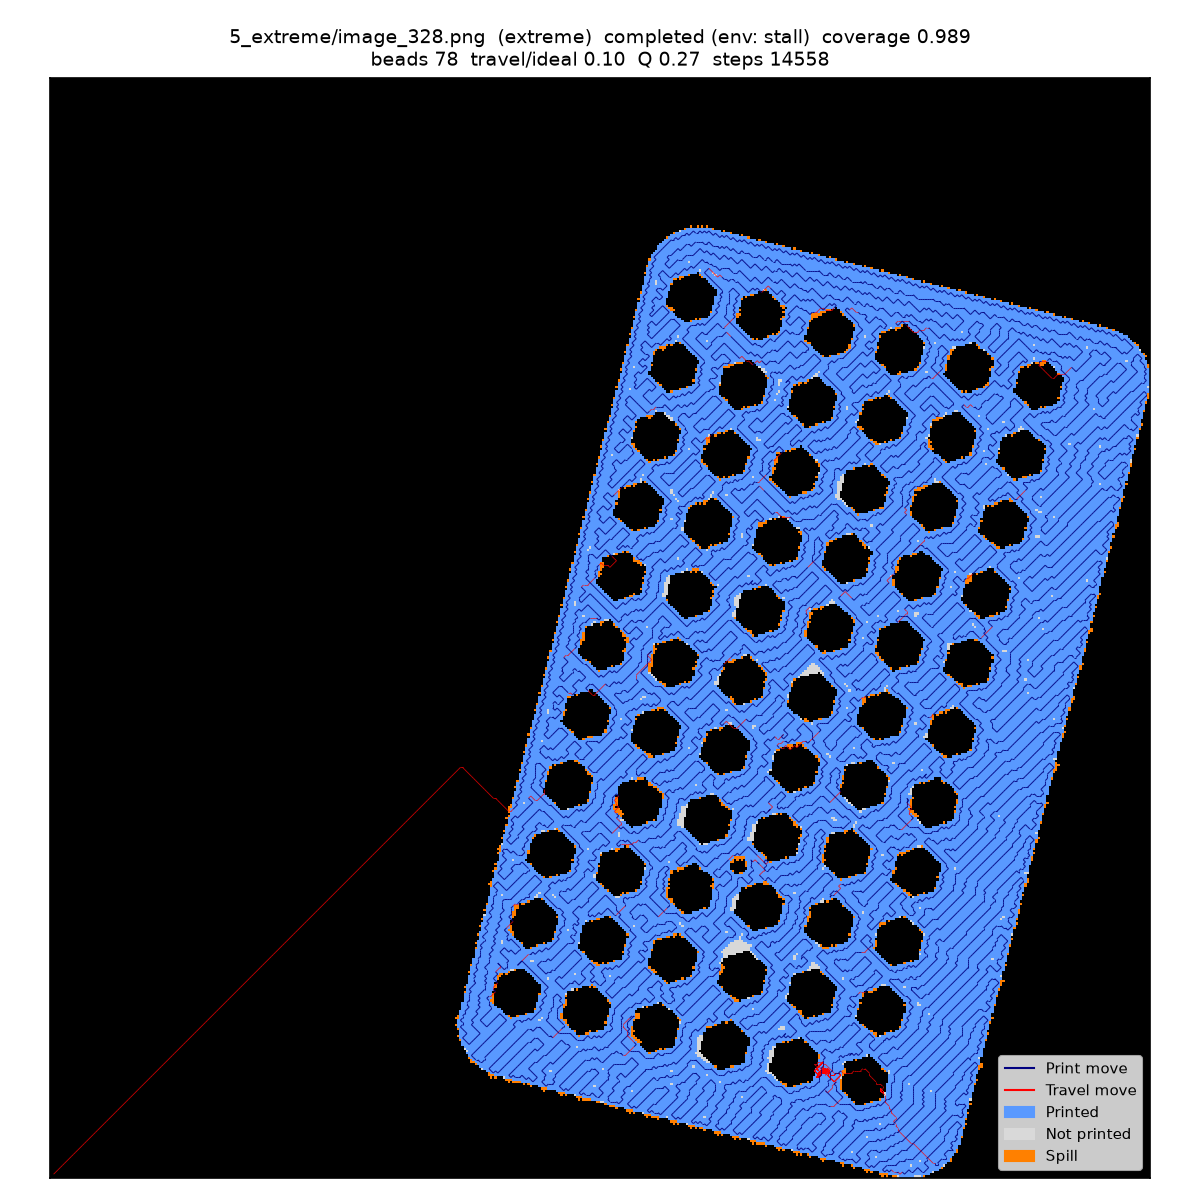 5_extreme/image_328.png  (extreme)  completed (env: stall)  coverage 0.989
beads 78  travel/ideal 0.10  Q 0.27  steps 14558
Print move
Travel move
Printed
Not printed
Spill